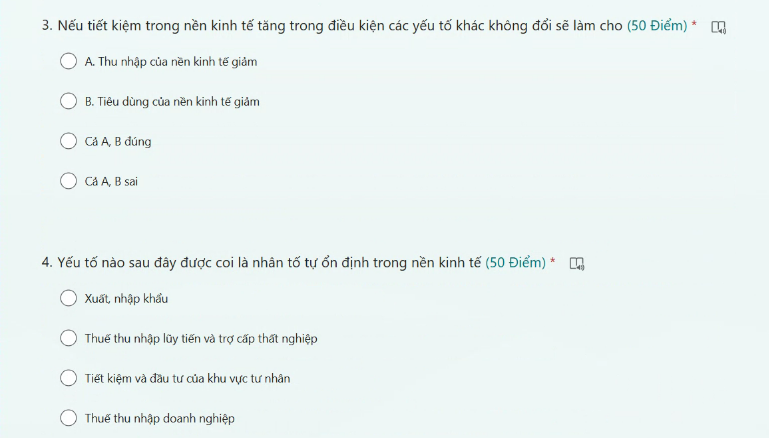 3. Nếu tiết kiệm trong nền kinh tế tăng trong điều kiện các yếu tố khác không đổi sẽ làm cho (50 Điểm) *
A. Thu nhập của nền kinh tế giảm
B. Tiêu dùng của nền kinh tế giảm
Cả A, B đúng
Cả A, B sai
4. Yếu tố nào sau đây được coi là nhân tố tự ổn định trong nền kinh tế (50 Điểm) *
Xuất, nhập khẩu
Thuế thu nhập lũy tiến và trợ cấp thất nghiệp
Tiết kiệm và đầu tư của khu vực tư nhân
Thuế thu nhập doanh nghiệp